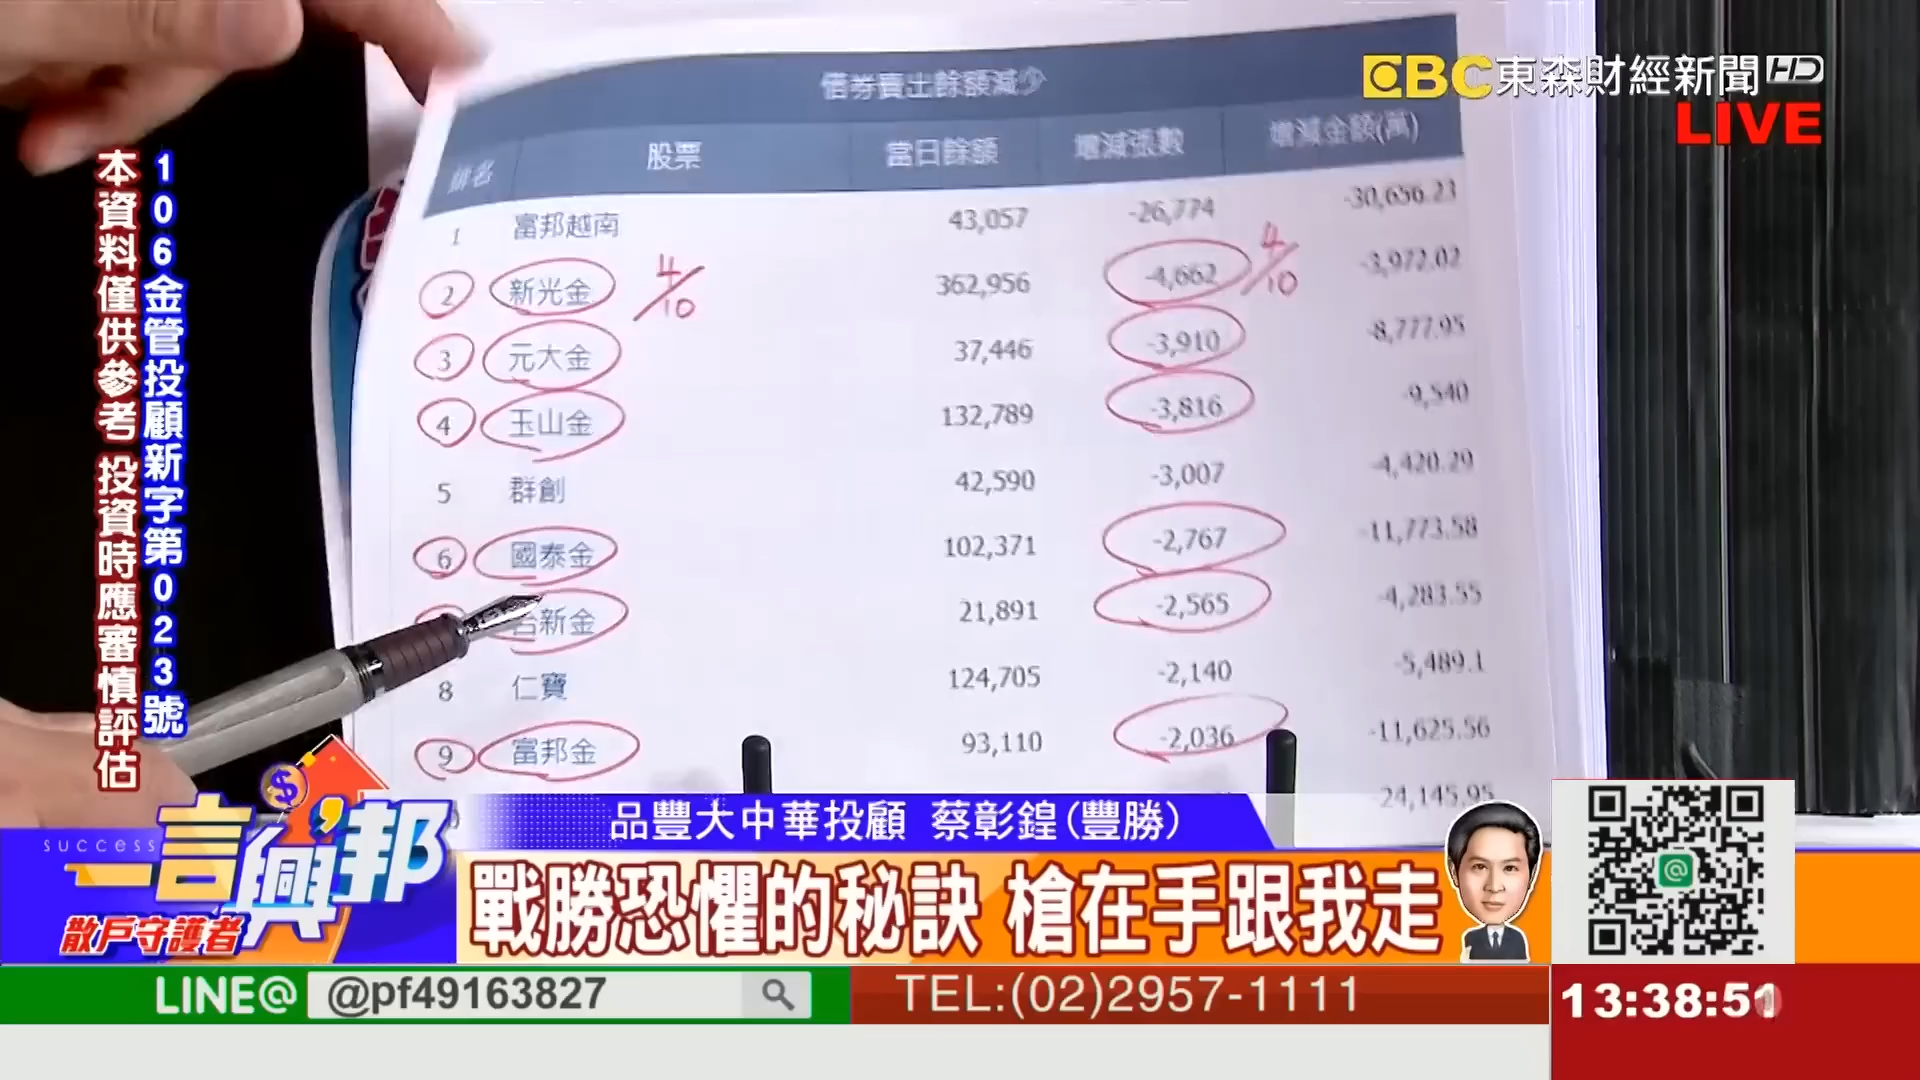 EBC東森財經新聞HD
LIVE
106金管投顧新字第023號
本資料僅供參考 投資時應審慎評估
借券賣出餘額減少
排名 股票 當日餘額 增減張數 增減金額(萬)
1 富邦越南 43,057 -26,774 -30,656.23
2 新光金 4/10 362,956 -4,662 4/10 -3,972.02
3 元大金 37,446 -3,910 -8,777.95
4 玉山金 132,789 -3,816 -9,540
5 群創 42,590 -3,007 -4,420.29
6 國泰金 102,371 -2,767 -11,773.58
台新金 21,891 -2,565 -4,283.55
8 仁寶 124,705 -2,140 -5,489.1
9 富邦金 93,110 -2,036 -11,625.56
-24,145.95
success
一言興邦
散戶守護者
品豐大中華投顧 蔡彰鍠(豐勝)
戰勝恐懼的秘訣 槍在手跟我走
LINE@ @pf49163827
TEL:(02)2957-1111
13:38:51